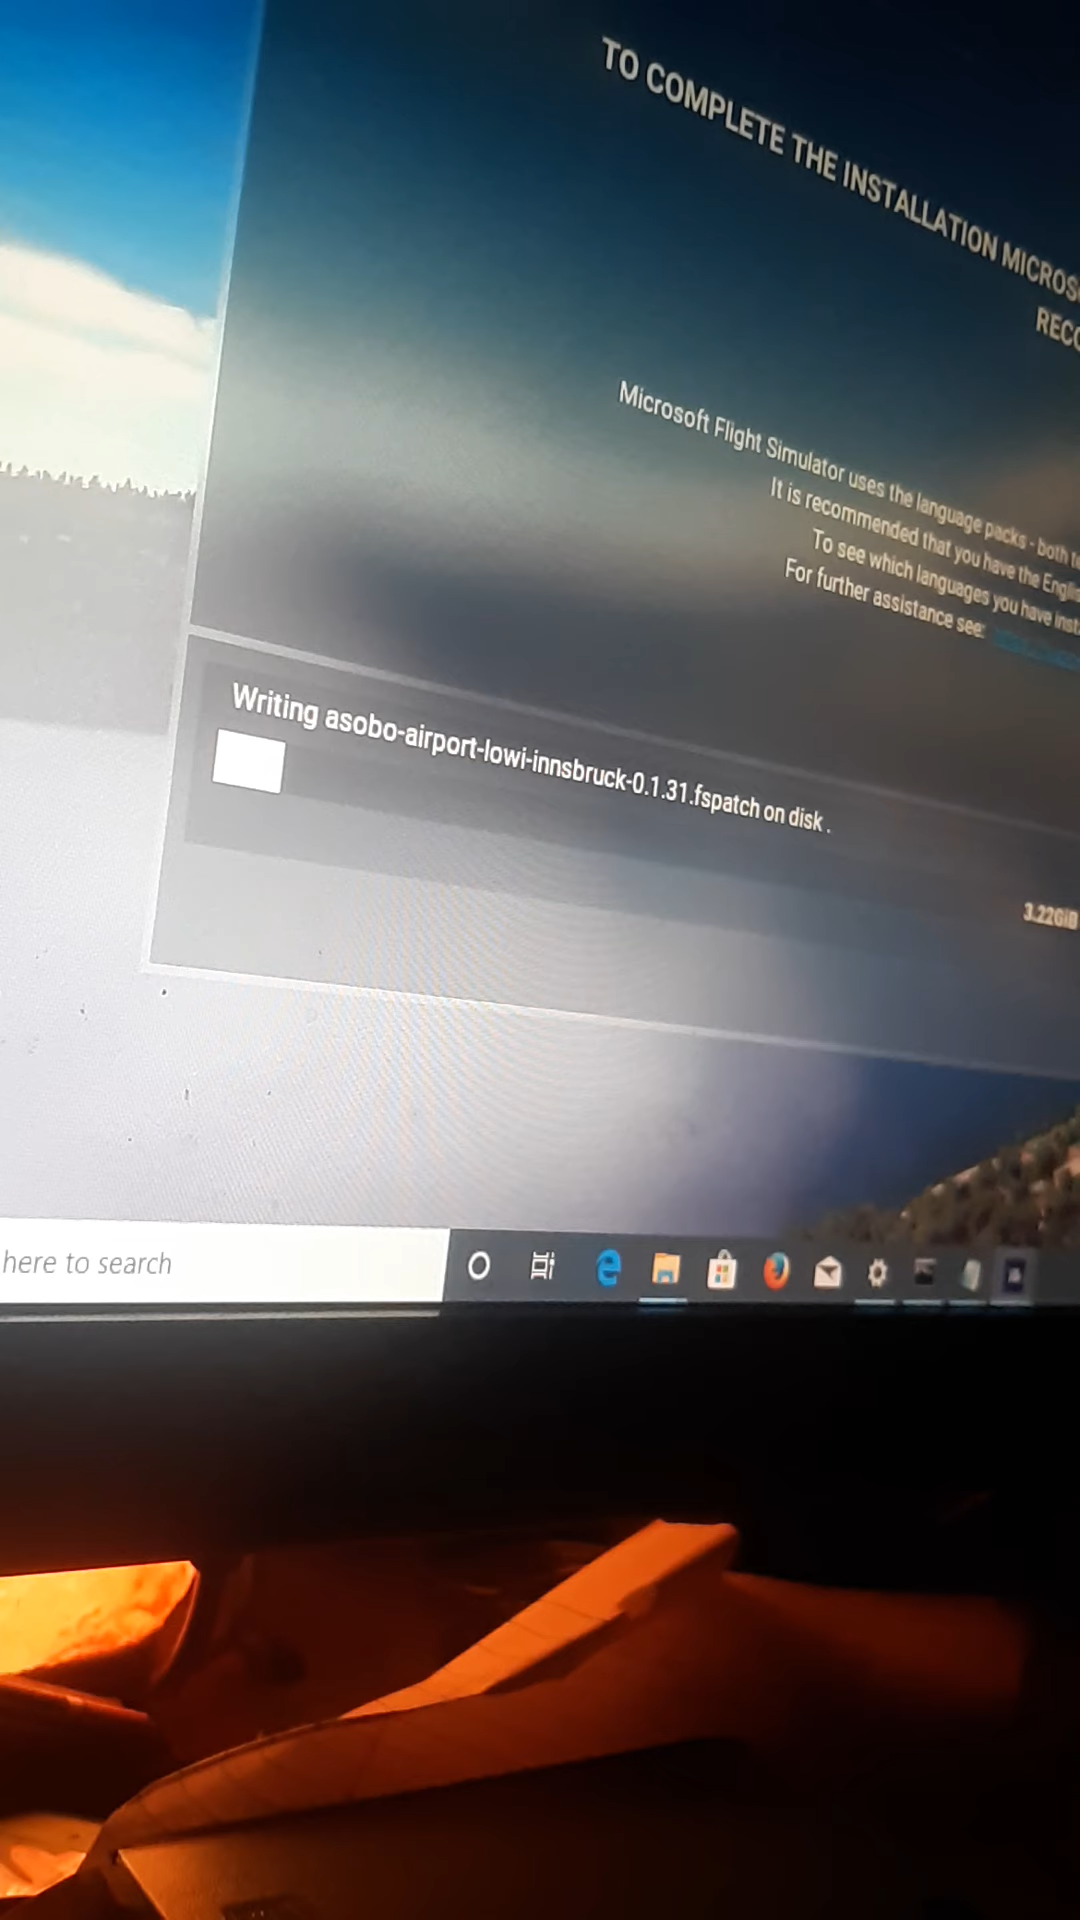 TO COMPLETE THE INSTALLATION MICROS
REC
Microsoft Flight Simulator uses the language packs - both
It is recommended that you have the Englis
To see which languages you have inst
For further assistance see:
Writing asobo-airport-lowi-innsbruck-0.1.31.fspatch on disk .
3.22GiB
here to search